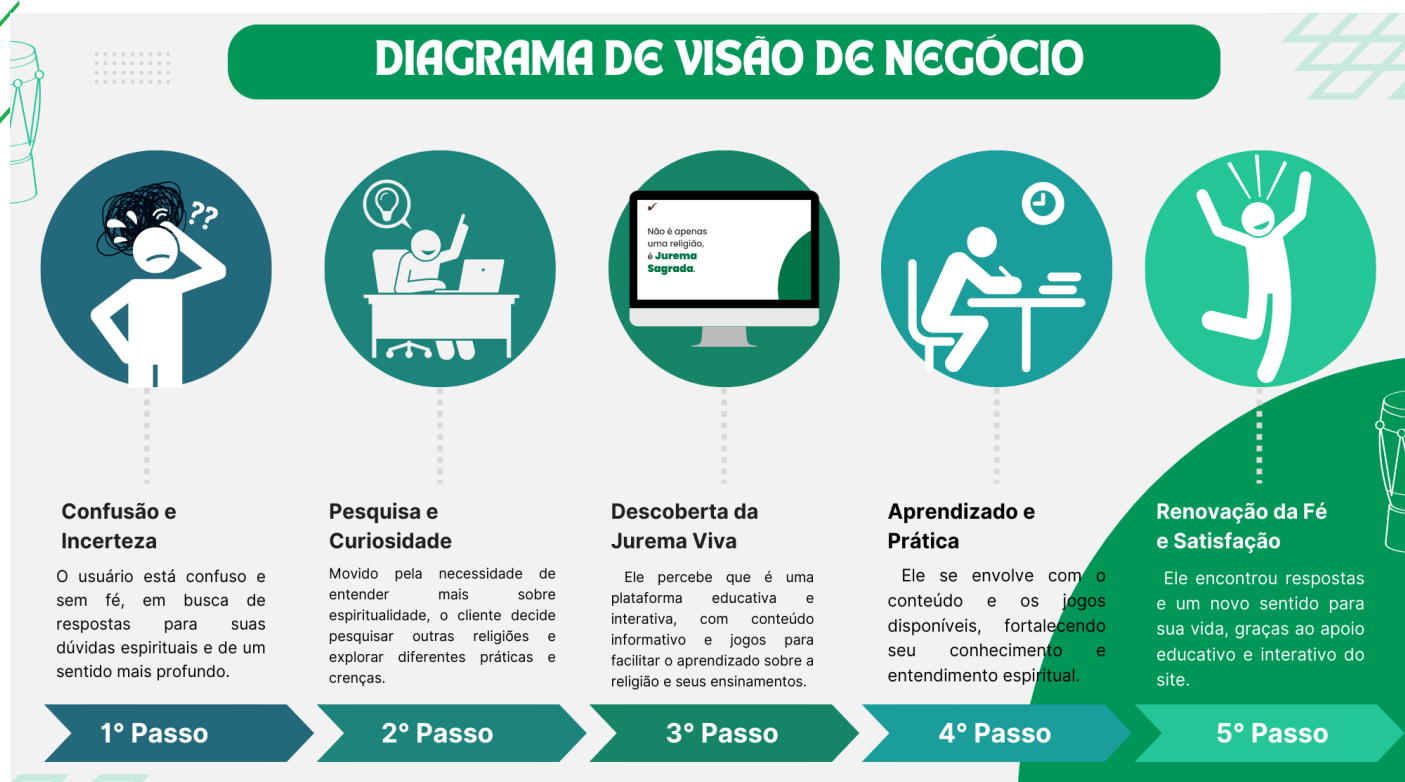 DIAGRAMA DE VISÃO DE NEGÓCIO
??
Não é apenas
uma religião,
é Jurema
Sagrada.
Confusão e
Incerteza
O usuário está confuso e
sem fé, em busca de
respostas para suas
dúvidas espirituais e de um
sentido mais profundo.
Pesquisa e
Curiosidade
Movido pela necessidade de
entender mais sobre
espiritualidade, o cliente decide
pesquisar outras religiões e
explorar diferentes práticas e
crenças.
Descoberta da
Jurema Viva
Ele percebe que é uma
plataforma educativa e
interativa, com conteúdo
informativo e jogos para
facilitar o aprendizado sobre a
religião e seus ensinamentos.
Aprendizado e
Prática
Ele se envolve com o
conteúdo e os jogos
disponíveis, fortalecendo
seu conhecimento e
entendimento espiritual.
Renovação da Fé
e Satisfação
Ele encontrou respostas
e um novo sentido para
sua vida, graças ao apoio
educativo e interativo do
site.
1° Passo
2° Passo
3° Passo
4° Passo
5° Passo